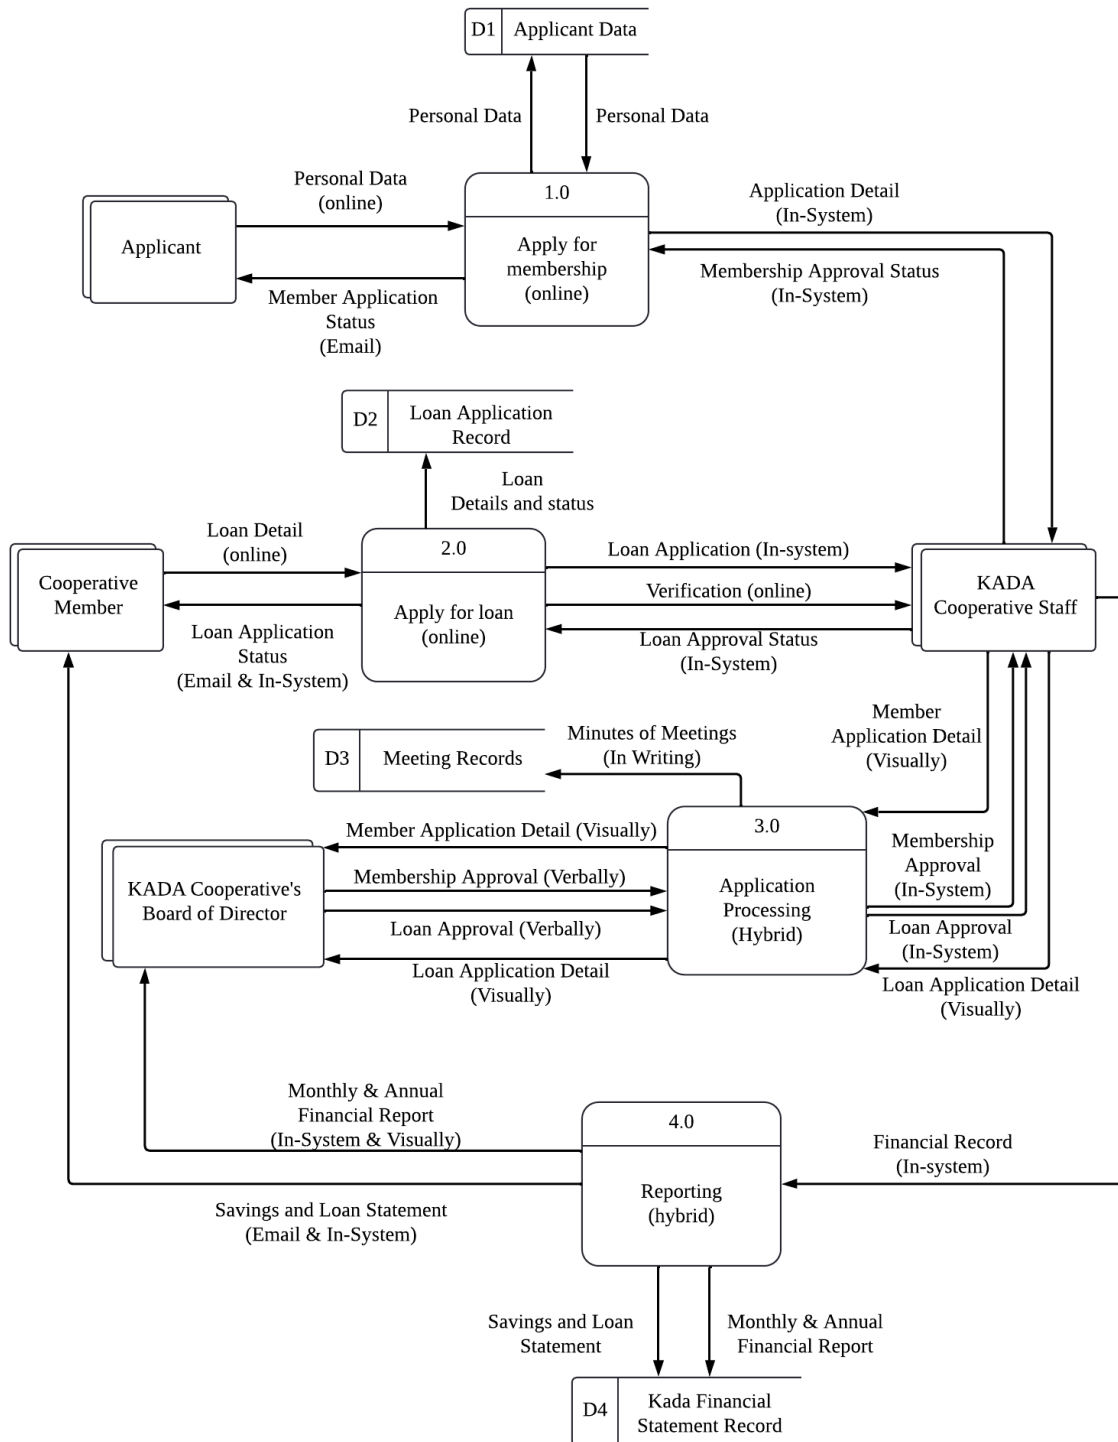 D1
Applicant Data
Personal Data
Personal Data
Personal Data
(online)
1.0
Application Detail
(In-System)
Applicant
Apply for
membership
(online)
Membership Approval Status
(In-System)
Member Application
Status
(Email)
D2
Loan Application
Record
Loan
Details and status
Loan Detail
(online)
2.0
Loan Application (In-system)
Cooperative
Member
Apply for loan
(online)
Verification (online)
KADA
Cooperative Staff
Loan Application
Status
(Email & In-System)
Loan Approval Status
(In-System)
Member
Application Detail
(Visually)
D3
Meeting Records
Minutes of Meetings
(In Writing)
3.0
Member Application Detail (Visually)
Membership
Approval
(In-System)
KADA Cooperative's
Board of Director
Membership Approval (Verbally)
Application
Processing
(Hybrid)
Loan Approval (Verbally)
Loan Approval
(In-System)
Loan Application Detail
(Visually)
Loan Application Detail
(Visually)
Monthly & Annual
Financial Report
(In-System & Visually)
4.0
Financial Record
(In-system)
Reporting
(hybrid)
Savings and Loan Statement
(Email & In-System)
Savings and Loan
Statement
Monthly & Annual
Financial Report
D4
Kada Financial
Statement Record